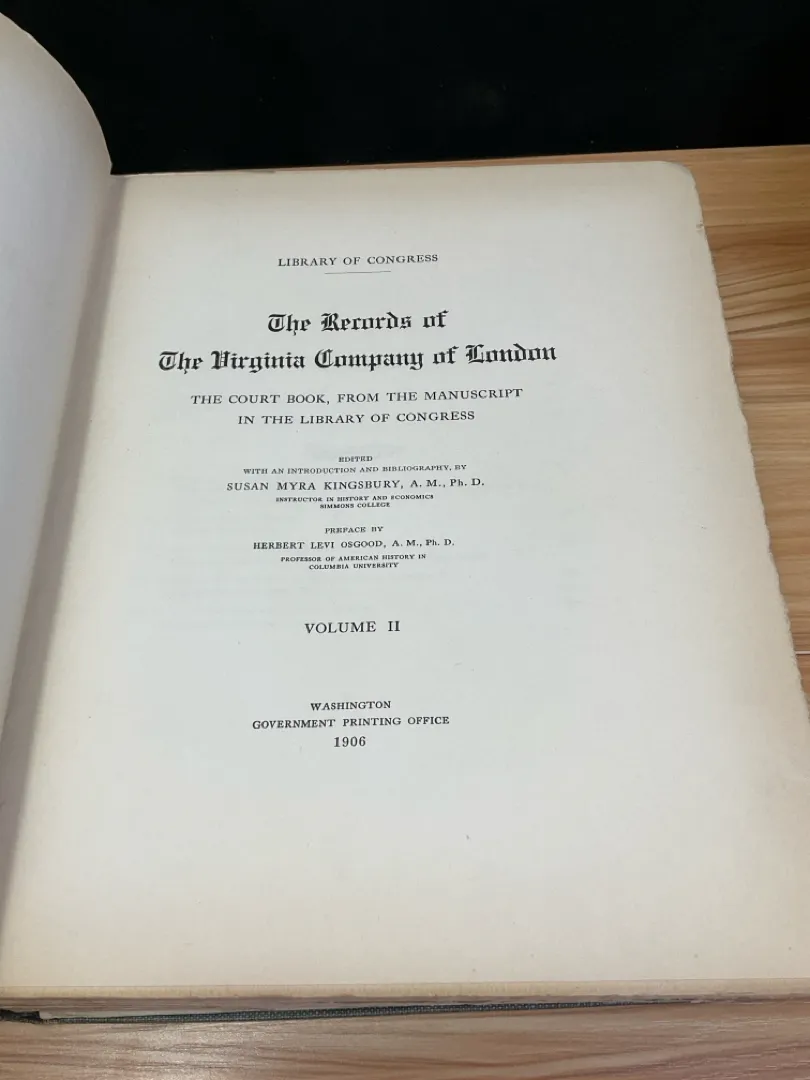 LIBRARY OF CONGRESS
The Records of
The Virginia Company of London
THE COURT BOOK, FROM THE MANUSCRIPT
IN THE LIBRARY OF CONGRESS
EDITED
WITH AN INTRODUCTION AND BIBLIOGRAPHY, BY
SUSAN MYRA KINGSBURY, A. M., Ph. D.
INSTRUCTOR IN HISTORY AND ECONOMICS
SIMMONS COLLEGE
PREFACE BY
HERBERT LEVI OSGOOD, A. M., Ph. D.
PROFESSOR OF AMERICAN HISTORY IN
COLUMBIA UNIVERSITY
VOLUME II
WASHINGTON
GOVERNMENT PRINTING OFFICE
1906